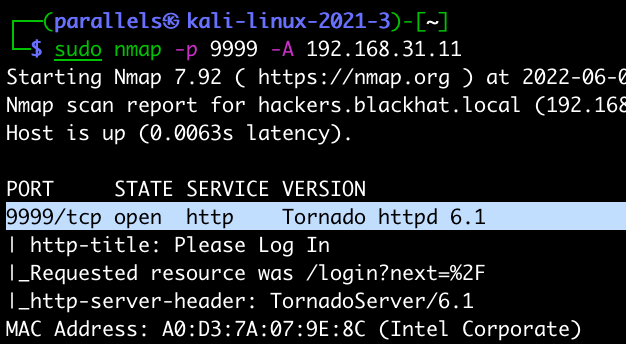 (parallels㉿kali-linux-2021-3)-[~]
$ sudo nmap -p 9999 -A 192.168.31.11
Starting Nmap 7.92 ( https://nmap.org ) at 2022-06-0
Nmap scan report for hackers.blackhat.local (192.168
Host is up (0.0063s latency).
PORT STATE SERVICE VERSION
9999/tcp open http Tornado httpd 6.1
| http-title: Please Log In
|_Requested resource was /login?next=%2F
|_http-server-header: TornadoServer/6.1
MAC Address: A0:D3:7A:07:9E:8C (Intel Corporate)